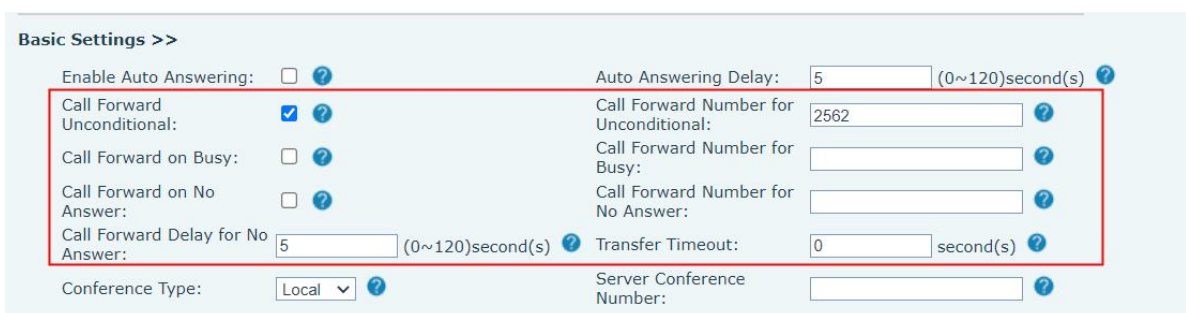 Basic Settings >>
Enable Auto Answering: ? Auto Answering Delay: 5 (0~120)second(s) ?
Call Forward Unconditional: ? Call Forward Number for Unconditional: 2562 ?
Call Forward on Busy: ? Call Forward Number for Busy: ?
Call Forward on No Answer: ? Call Forward Number for No Answer: ?
Call Forward Delay for No Answer: 5 (0~120)second(s) ? Transfer Timeout: 0 second(s) ?
Conference Type: Local ? Server Conference Number: ?